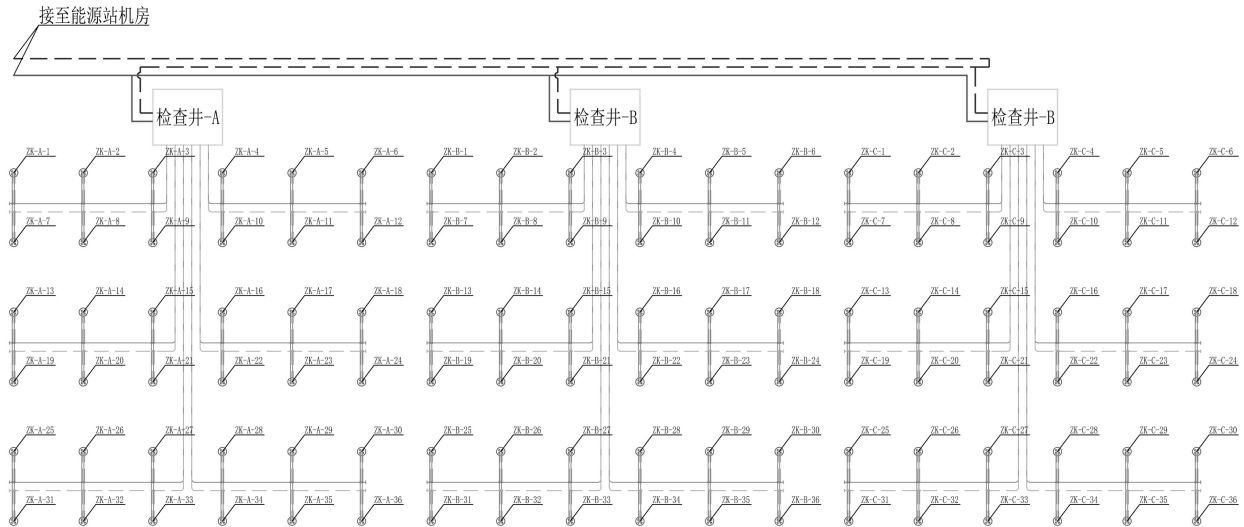 接至能源站机房
检查井-A 检查井-B 检查井-B
ZK-A-1 ZK-A-2 ZK-A-3 ZK-A-4 ZK-A-5 ZK-A-6 ZK-B-1 ZK-B-2 ZK-B-3 ZK-B-4 ZK-B-5 ZK-B-6 ZK-C-1 ZK-C-2 ZK-C-3 ZK-C-4 ZK-C-5 ZK-C-6
ZK-A-7 ZK-A-8 ZK-A-9 ZK-A-10 ZK-A-11 ZK-A-12 ZK-B-7 ZK-B-8 ZK-B-9 ZK-B-10 ZK-B-11 ZK-B-12 ZK-C-7 ZK-C-8 ZK-C-9 ZK-C-10 ZK-C-11 ZK-C-12
ZK-A-13 ZK-A-14 ZK-A-15 ZK-A-16 ZK-A-17 ZK-A-18 ZK-B-13 ZK-B-14 ZK-B-15 ZK-B-16 ZK-B-17 ZK-B-18 ZK-C-13 ZK-C-14 ZK-C-15 ZK-C-16 ZK-C-17 ZK-C-18
ZK-A-19 ZK-A-20 ZK-A-21 ZK-A-22 ZK-A-23 ZK-A-24 ZK-B-19 ZK-B-20 ZK-B-21 ZK-B-22 ZK-B-23 ZK-B-24 ZK-C-19 ZK-C-20 ZK-C-21 ZK-C-22 ZK-C-23 ZK-C-24
ZK-A-25 ZK-A-26 ZK-A-27 ZK-A-28 ZK-A-29 ZK-A-30 ZK-B-25 ZK-B-26 ZK-B-27 ZK-B-28 ZK-B-29 ZK-B-30 ZK-C-25 ZK-C-26 ZK-C-27 ZK-C-28 ZK-C-29 ZK-C-30
ZK-A-31 ZK-A-32 ZK-A-33 ZK-A-34 ZK-A-35 ZK-A-36 ZK-B-31 ZK-B-32 ZK-B-33 ZK-B-34 ZK-B-35 ZK-B-36 ZK-C-31 ZK-C-32 ZK-C-33 ZK-C-34 ZK-C-35 ZK-C-36